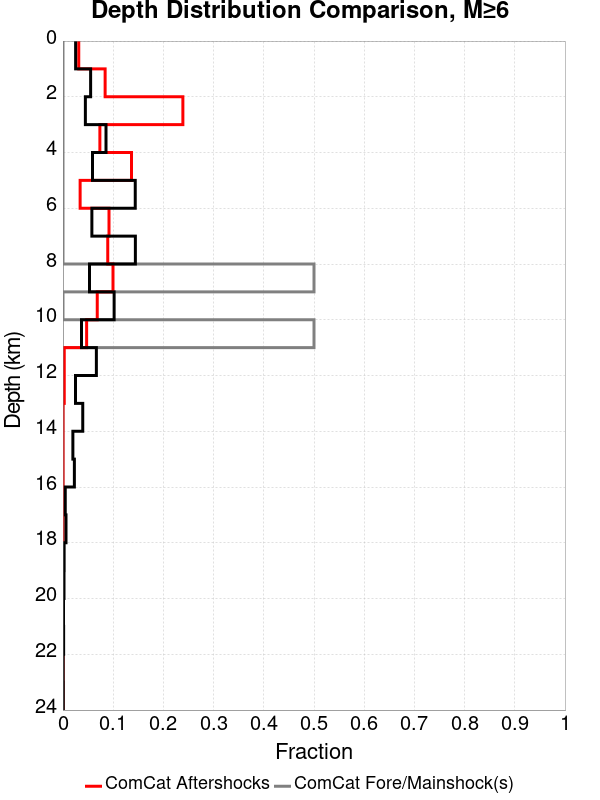 Depth Distribution Comparison, M≥6
0
2
4
6
8
10
12
14
16
18
20
22
24
Depth (km)
0 0.1 0.2 0.3 0.4 0.5 0.6 0.7 0.8 0.9 1
Fraction
ComCat Aftershocks ComCat Fore/Mainshock(s)